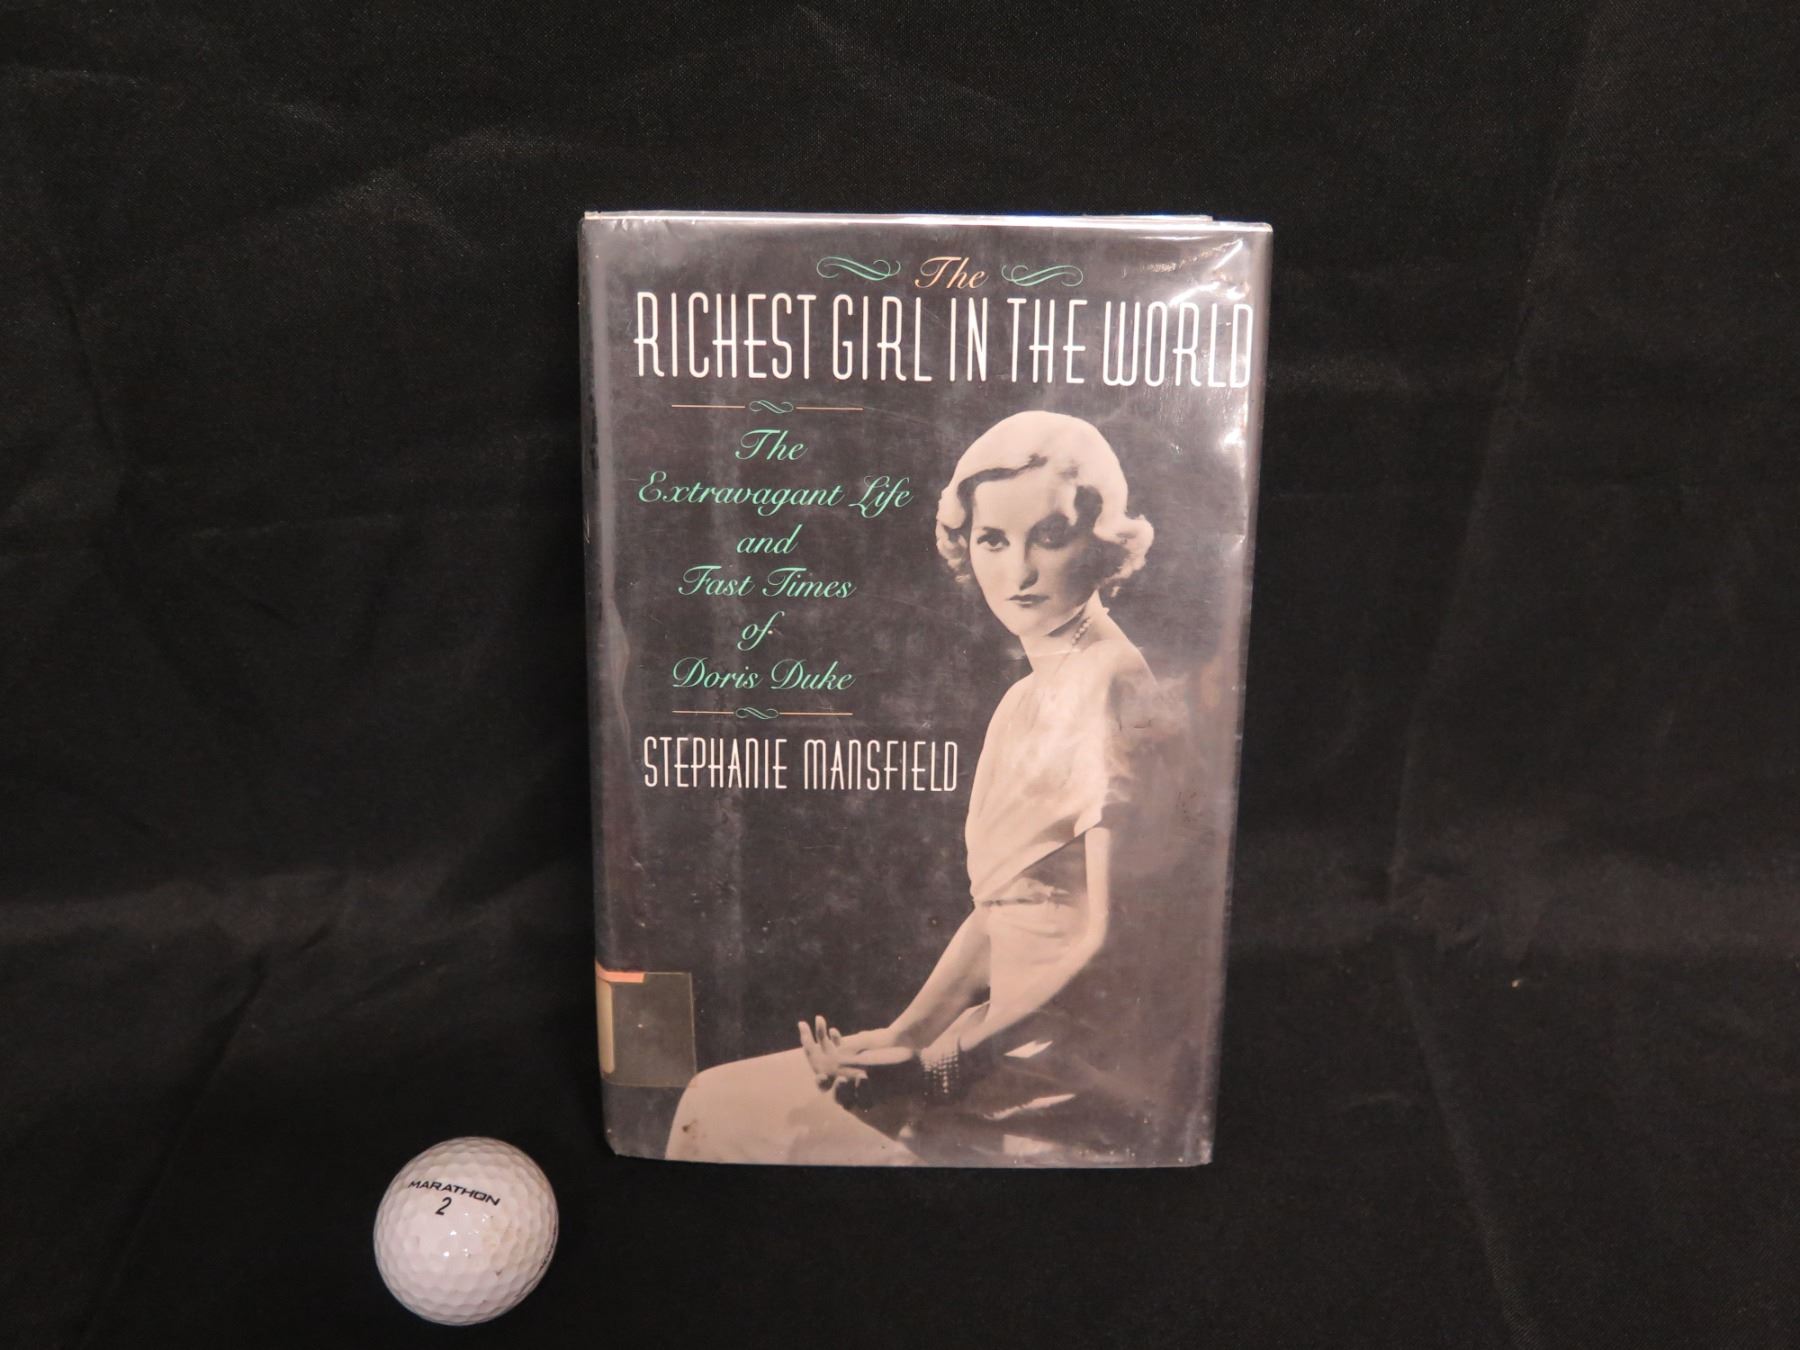 The
RICHEST GIRL IN THE WORLD
The
Extravagant Life
and
Fast Times
of
Doris Duke
STEPHANIE MANSFIELD
MARATHON
2